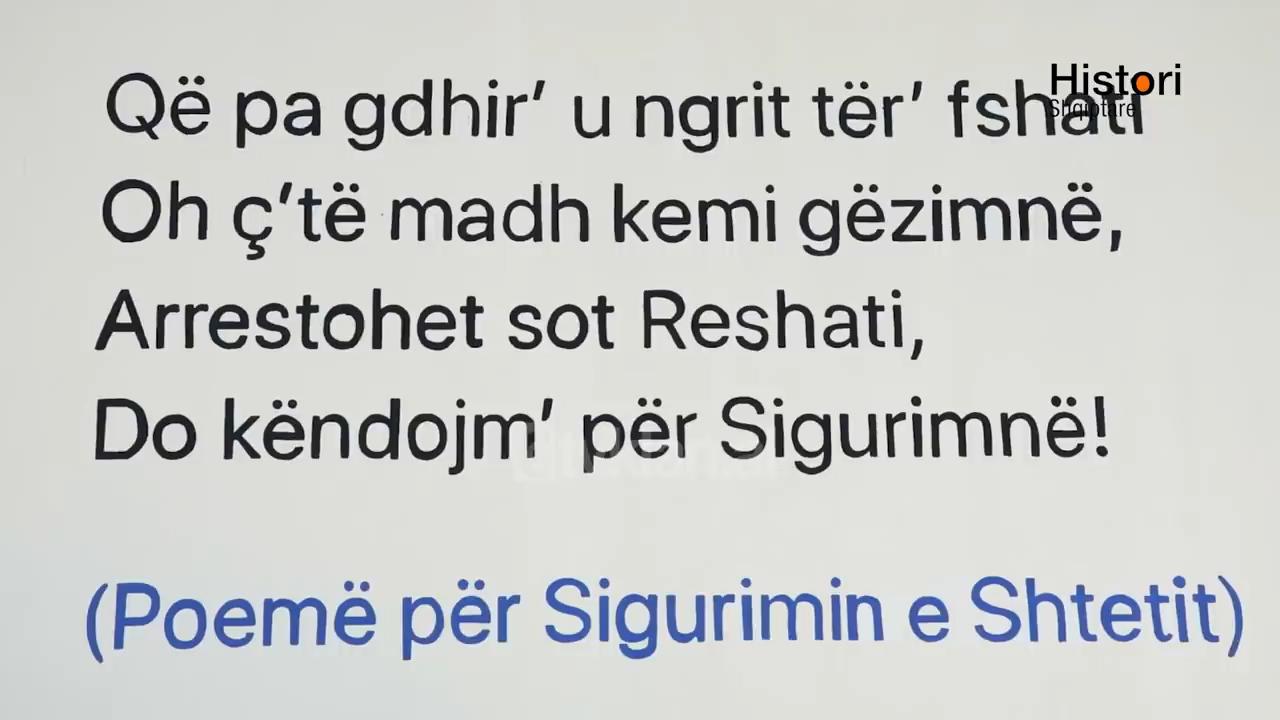 Histori
Shqiptare
Që pa gdhir’ u ngrit tër’ fshati
Oh ç’të madh kemi gëzimnë,
Arrestohet sot Reshati,
Do këndojm’ për Sigurimnë!
(Poemë për Sigurimin e Shtetit)